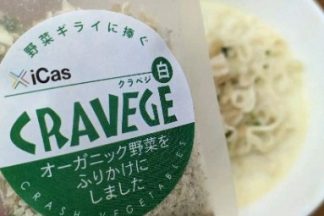 野菜ギライに捧ぐ
iCas
クラベジ
白
CRAVEGE
オーガニック野菜を
ふりかけに
しました
CRASH VEGETABLES